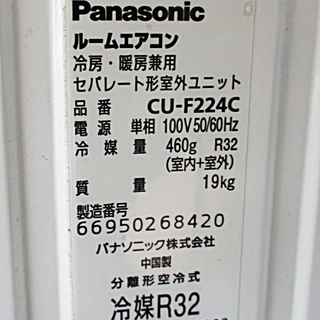 Panasonic
ルームエアコン
冷房・暖房兼用
セパレート形室外ユニット
品番 CU-F224C
電源 単相 100V 50/60Hz
冷媒量 460g R32
(室内+室外)
質量 19kg
製造番号
66950268420
パナソニック株式会社
中国製
分離形空冷式
冷媒R32